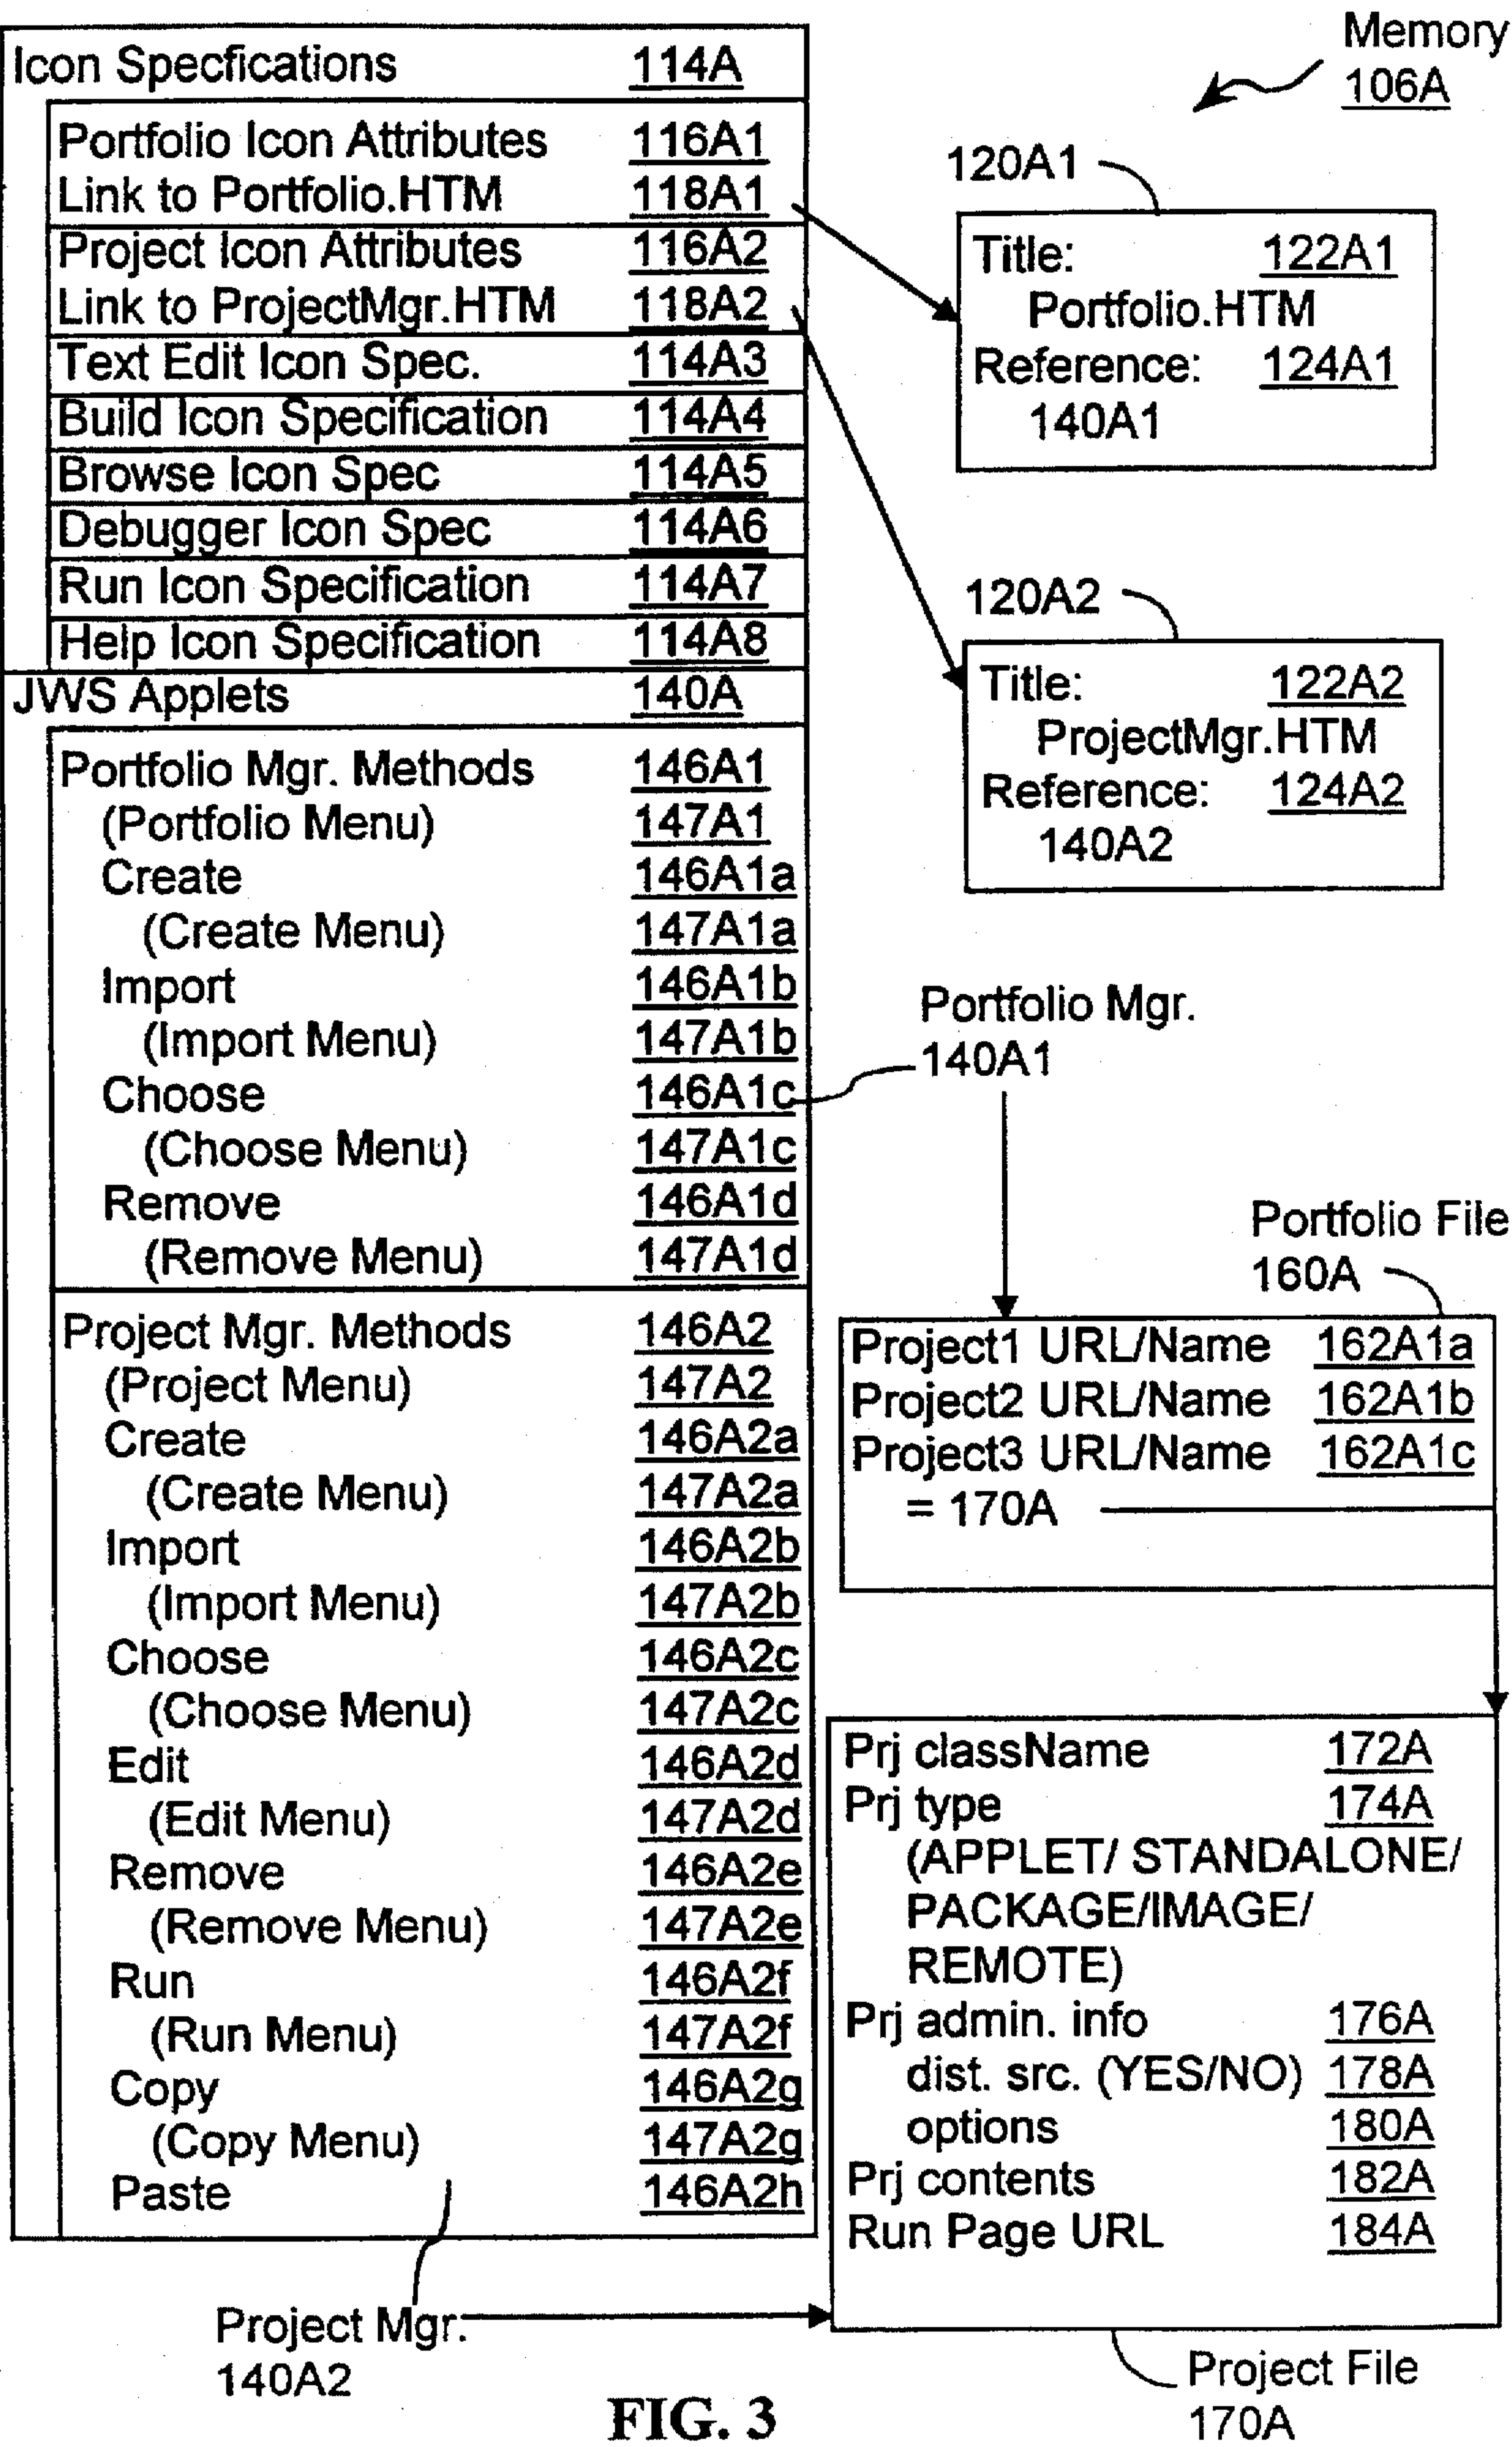 Icon Specfications 114A
Portfolio Icon Attributes 116A1
Link to Portfolio.HTM 118A1
Project Icon Attributes 116A2
Link to ProjectMgr.HTM 118A2
Text Edit Icon Spec. 114A3
Build Icon Specification 114A4
Browse Icon Spec 114A5
Debugger Icon Spec 114A6
Run Icon Specification 114A7
Help Icon Specification 114A8
JWS Applets 140A
Portfolio Mgr. Methods 146A1
(Portfolio Menu) 147A1
Create 146A1a
(Create Menu) 147A1a
Import 146A1b
(Import Menu) 147A1b
Choose 146A1c
(Choose Menu) 147A1c
Remove 146A1d
(Remove Menu) 147A1d
Project Mgr. Methods 146A2
(Project Menu) 147A2
Create 146A2a
(Create Menu) 147A2a
Import 146A2b
(Import Menu) 147A2b
Choose 146A2c
(Choose Menu) 147A2c
Edit 146A2d
(Edit Menu) 147A2d
Remove 146A2e
(Remove Menu) 147A2e
Run 146A2f
(Run Menu) 147A2f
Copy 146A2g
(Copy Menu) 147A2g
Paste 146A2h
Project Mgr.
140A2
Memory
106A
120A1
Title: 122A1
Portfolio.HTM
Reference: 124A1
140A1
120A2
Title: 122A2
ProjectMgr.HTM
Reference: 124A2
140A2
Portfolio Mgr.
140A1
Portfolio File
160A
Project1 URL/Name 162A1a
Project2 URL/Name 162A1b
Project3 URL/Name 162A1c
= 170A
Prj className 172A
Prj type 174A
(APPLET/ STANDALONE/
PACKAGE/IMAGE/
REMOTE)
Prj admin. info 176A
dist. src. (YES/NO) 178A
options 180A
Prj contents 182A
Run Page URL 184A
Project File
170A
FIG. 3